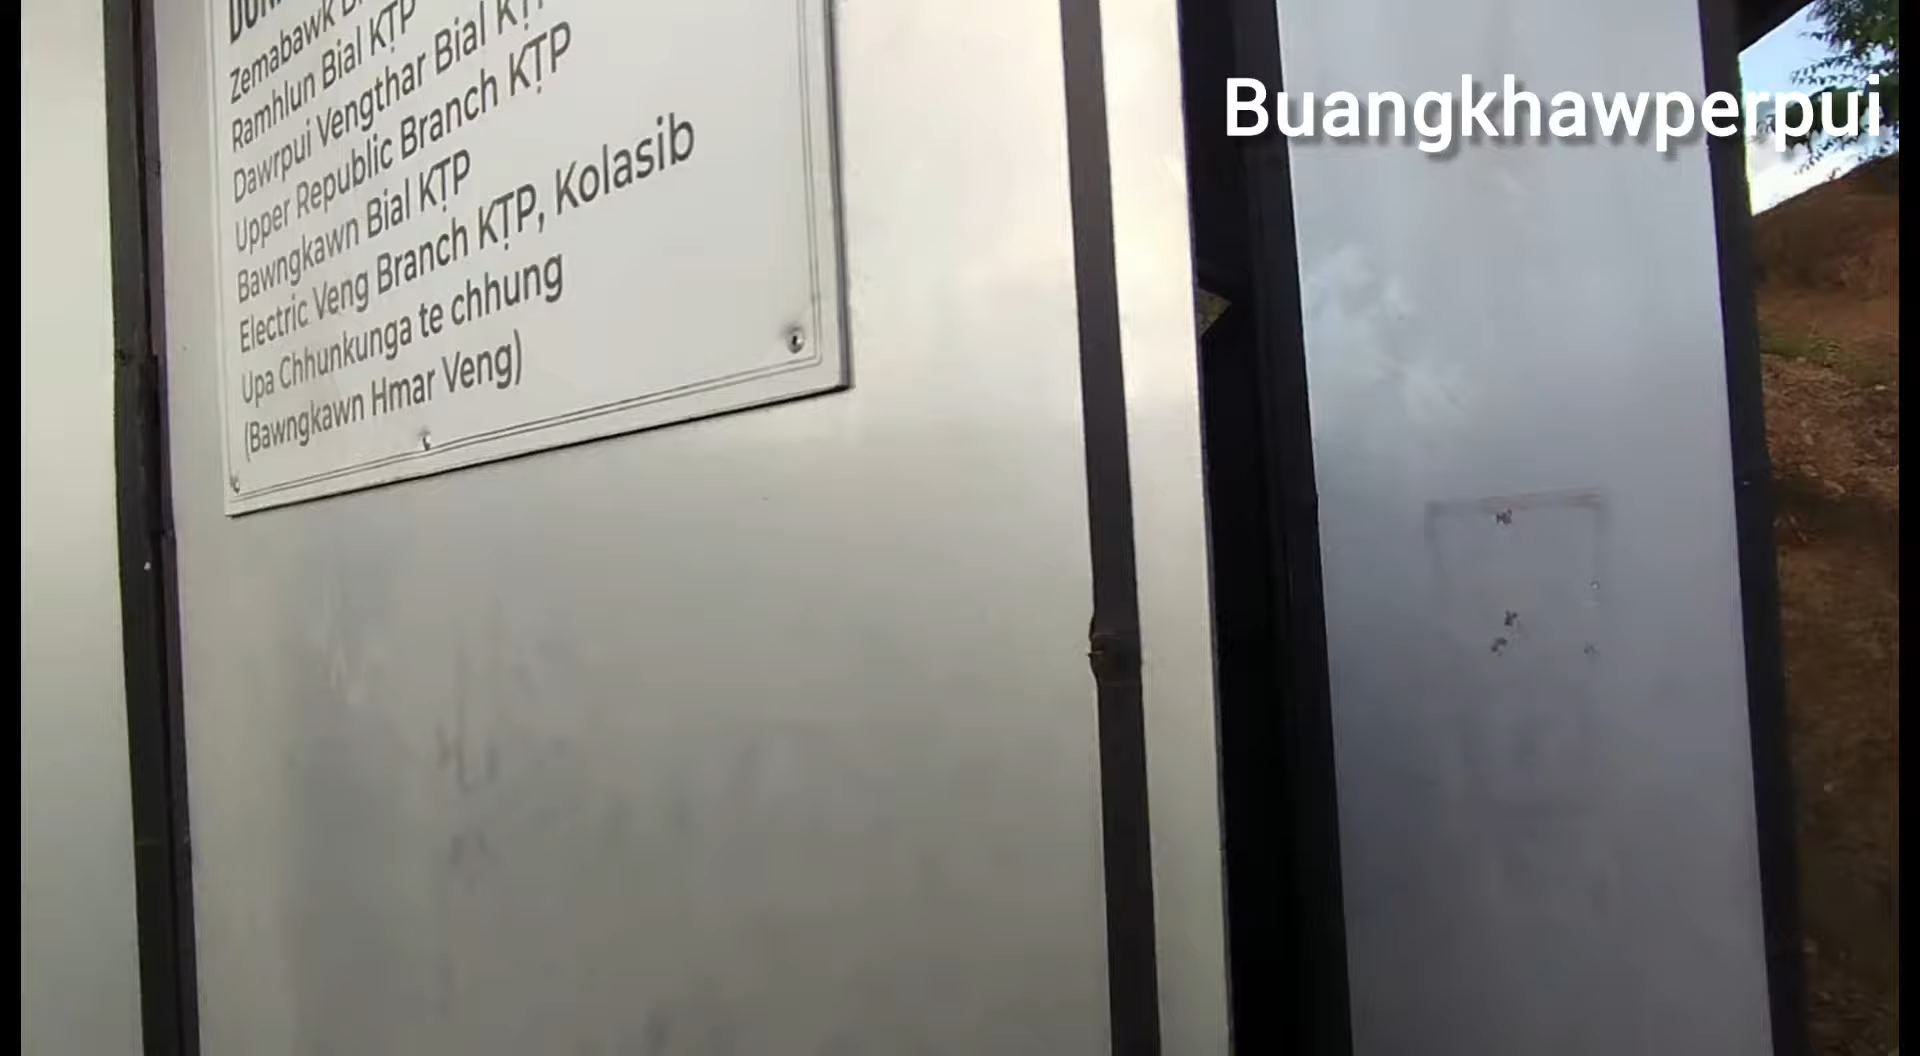 Zemabawk
Ramhlun Bial KṬP
Dawrpui Vengthar Bial
Upper Republic Branch KṬP
Bawngkawn Bial KṬP
Electric Veng Branch KṬP, Kolasib
Upa Chhunkunga te chhung
(Bawngkawn Hmar Veng)
Buangkhawperpui